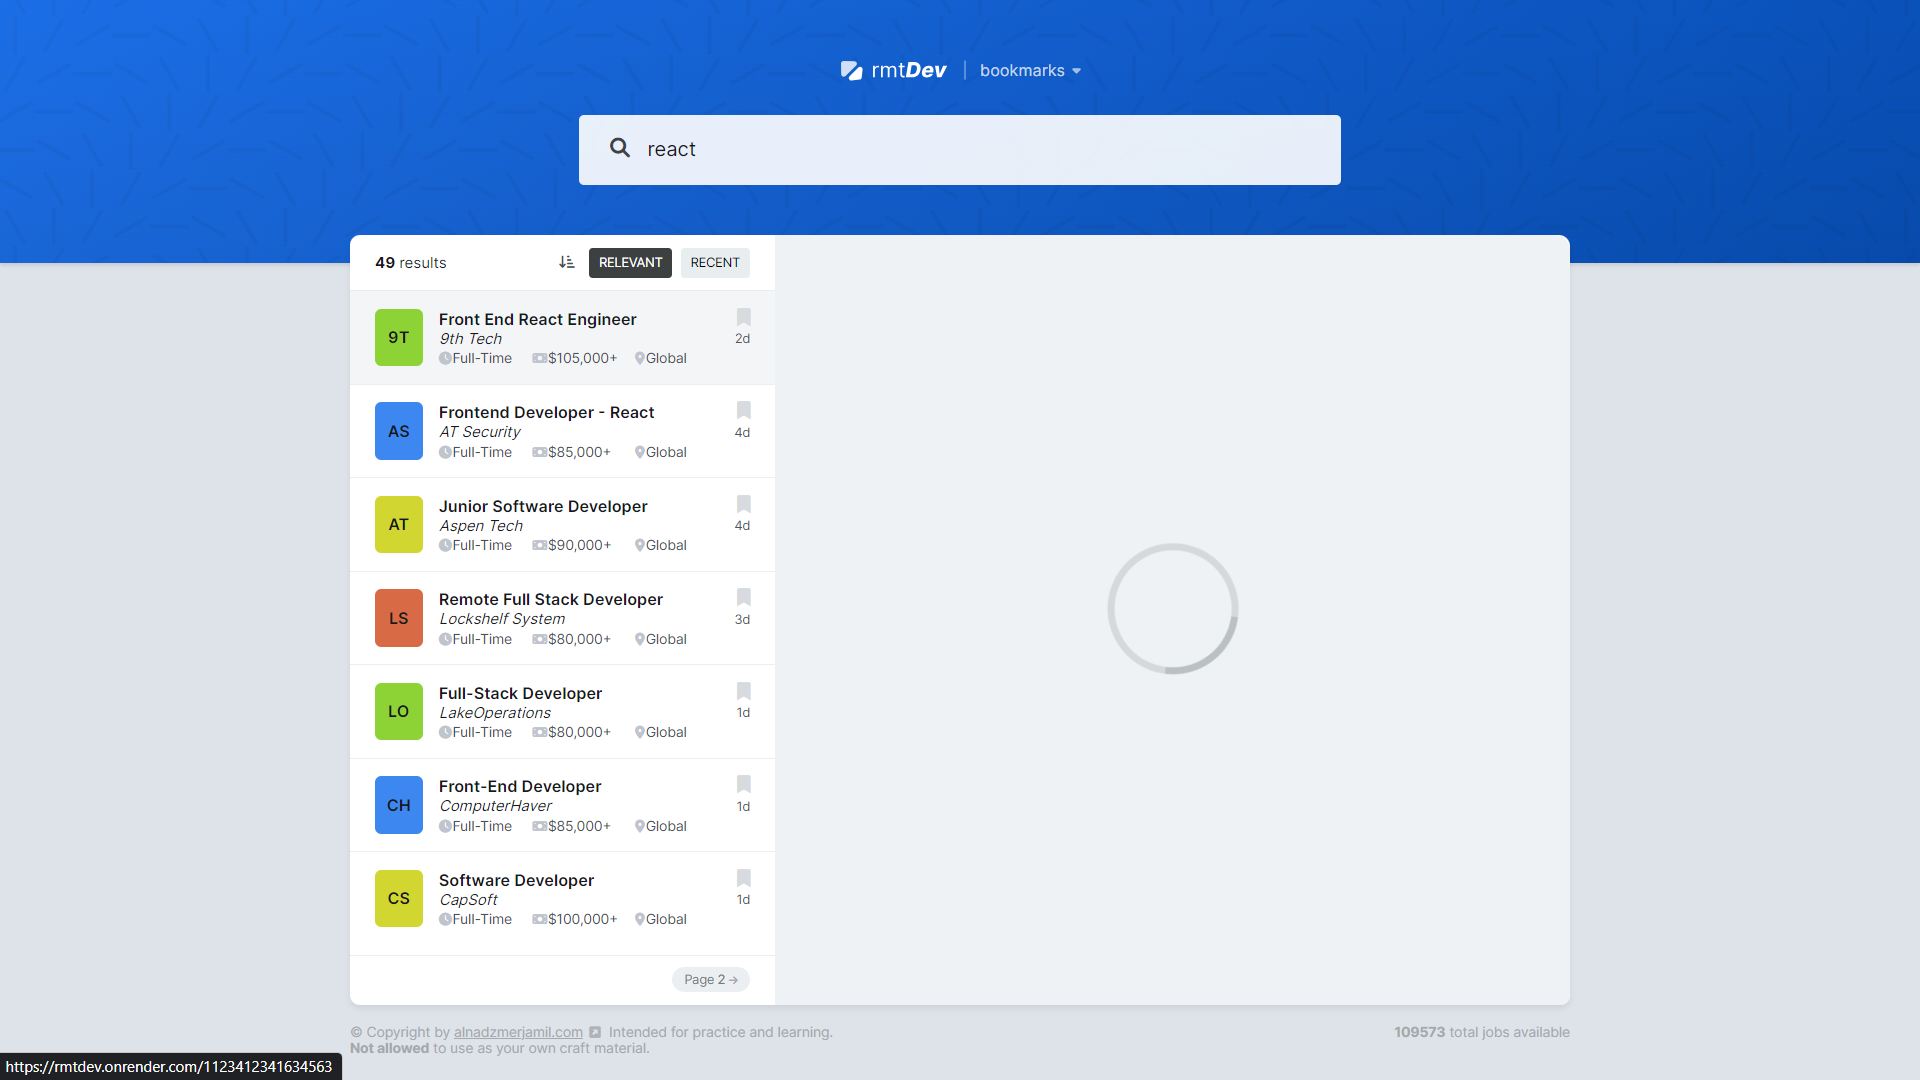 rmtDev
bookmarks
react
49 results
RELEVANT
RECENT
9T
Front End React Engineer
9th Tech
Full-Time
$105,000+
Global
2d
AS
Frontend Developer - React
AT Security
Full-Time
$85,000+
Global
4d
AT
Junior Software Developer
Aspen Tech
Full-Time
$90,000+
Global
4d
LS
Remote Full Stack Developer
Lockshelf System
Full-Time
$80,000+
Global
3d
LO
Full-Stack Developer
LakeOperations
Full-Time
$80,000+
Global
1d
CH
Front-End Developer
ComputerHaver
Full-Time
$85,000+
Global
1d
CS
Software Developer
CapSoft
Full-Time
$100,000+
Global
1d
Page 2 →
© Copyright by alnadzmerjamil.com Intended for practice and learning.
Not allowed to use as your own craft material.
109573 total jobs available
https://rmtdev.onrender.com/1123412341634563